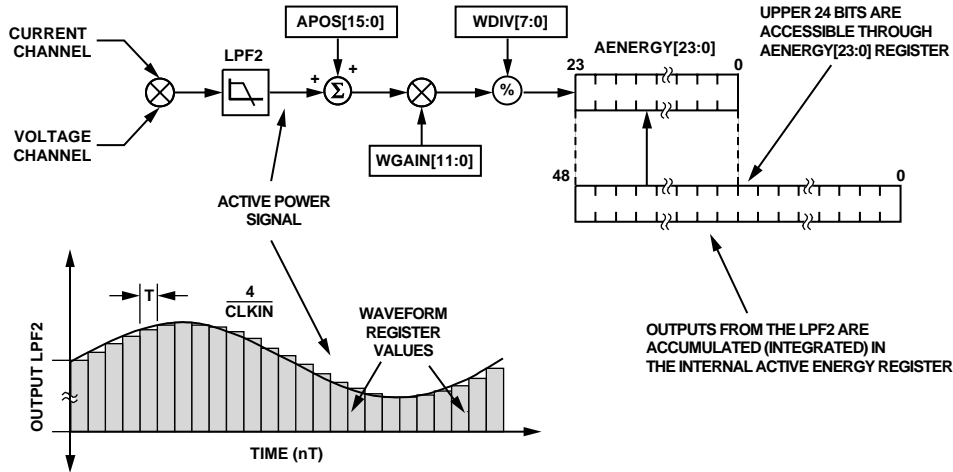 CURRENT
CHANNEL
VOLTAGE
CHANNEL
LPF2
APOS[15:0]
+
+
Σ
WGAIN[11:0]
WDIV[7:0]
%
AENERGY[23:0]
23
0
UPPER 24 BITS ARE
ACCESSIBLE THROUGH
AENERGY[23:0] REGISTER
48
0
ACTIVE POWER
SIGNAL
OUTPUTS FROM THE LPF2 ARE
ACCUMULATED (INTEGRATED) IN
THE INTERNAL ACTIVE ENERGY REGISTER
T
4
CLKIN
WAVEFORM
REGISTER
VALUES
OUTPUT LPF2
TIME (nT)